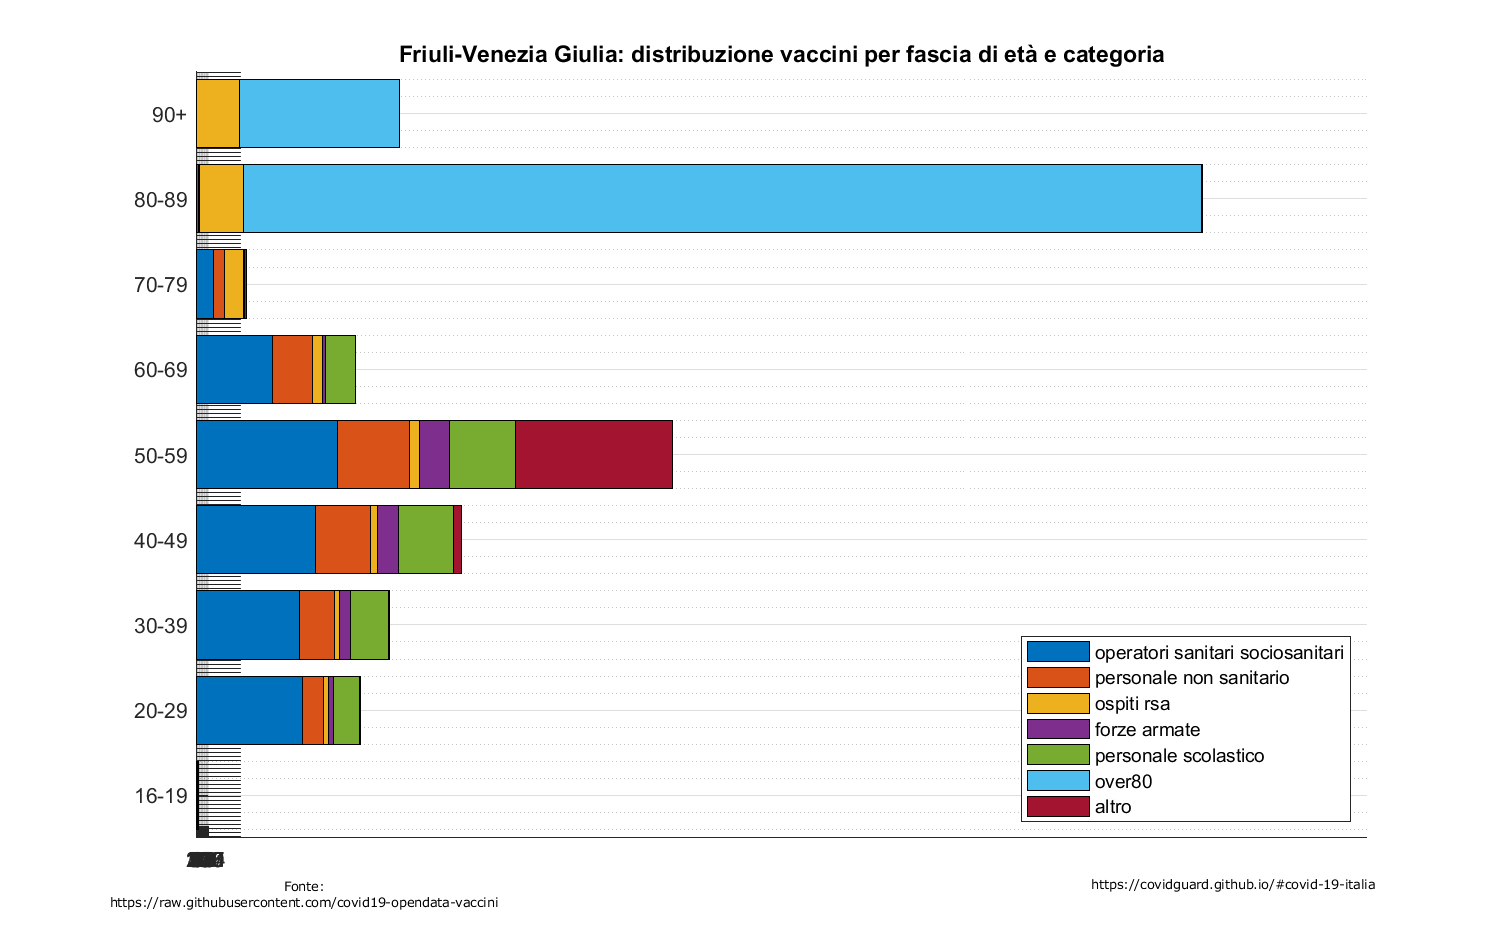 Friuli-Venezia Giulia: distribuzione vaccini per fascia di età e categoria
90+
80-89
70-79
60-69
50-59
40-49
30-39
20-29
16-19
operatori sanitari sociosanitari
personale non sanitario
ospiti rsa
forze armate
personale scolastico
over80
altro
Fonte:
https://raw.githubusercontent.com/covid19-opendata-vaccini
https://covidguard.github.io/#covid-19-italia